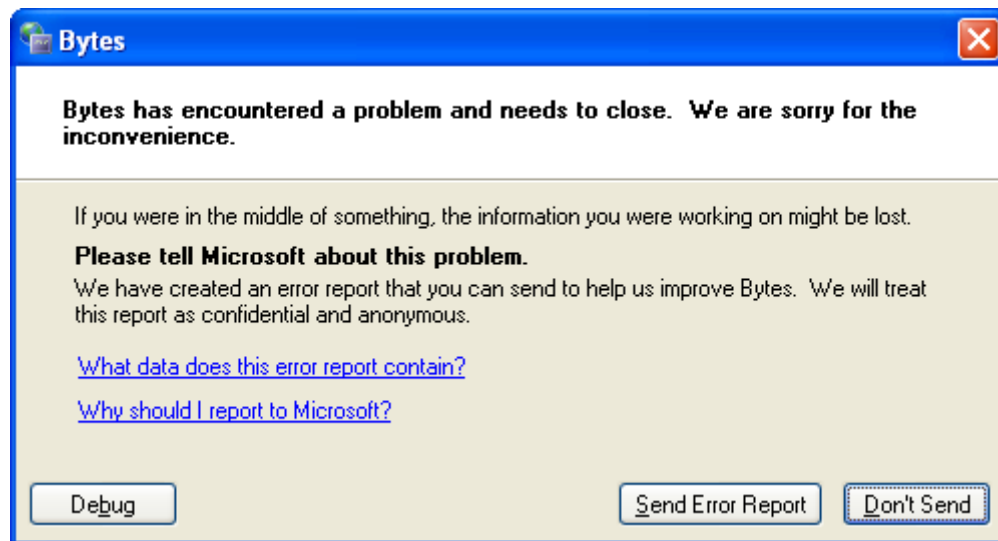 Bytes
Bytes has encountered a problem and needs to close.  We are sorry for the
inconvenience.
If you were in the middle of something, the information you were working on might be lost.
Please tell Microsoft about this problem.
We have created an error report that you can send to help us improve Bytes.  We will treat
this report as confidential and anonymous.
What data does this error report contain?
Why should I report to Microsoft?
Debug
Send Error Report
Don't Send